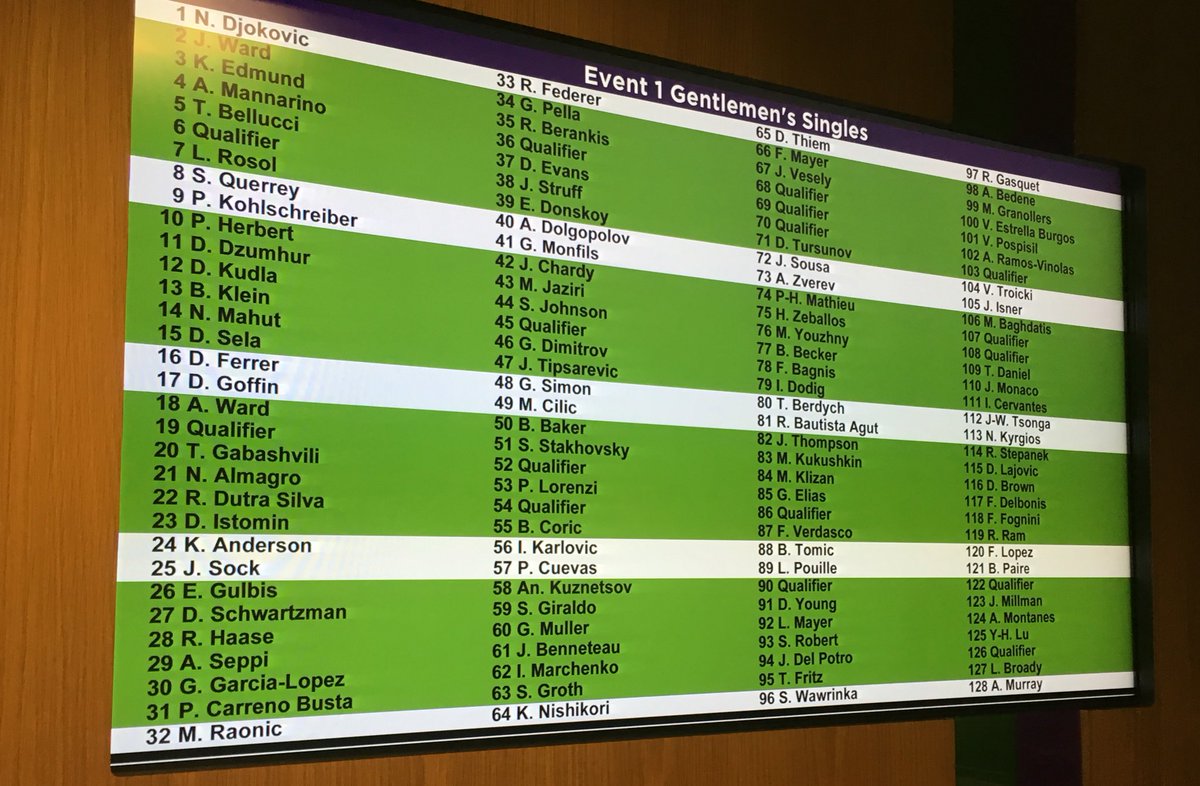 Event 1 Gentlemen's Singles
1 N. Djokovic
2 J. Ward
3 K. Edmund
4 A. Mannarino
5 T. Bellucci
6 Qualifier
7 L. Rosol
8 S. Querrey
9 P. Kohlschreiber
10 P. Herbert
11 D. Dzumhur
12 D. Kudla
13 B. Klein
14 N. Mahut
15 D. Sela
16 D. Ferrer
17 D. Goffin
18 A. Ward
19 Qualifier
20 T. Gabashvili
21 N. Almagro
22 R. Dutra Silva
23 D. Istomin
24 K. Anderson
25 J. Sock
26 E. Gulbis
27 D. Schwartzman
28 R. Haase
29 A. Seppi
30 G. Garcia-Lopez
31 P. Carreno Busta
32 M. Raonic
33 R. Federer
34 G. Pella
35 R. Berankis
36 Qualifier
37 D. Evans
38 J. Struff
39 E. Donskoy
40 A. Dolgopolov
41 G. Monfils
42 J. Chardy
43 M. Jaziri
44 S. Johnson
45 Qualifier
46 G. Dimitrov
47 J. Tipsarevic
48 G. Simon
49 M. Cilic
50 B. Baker
51 S. Stakhovsky
52 Qualifier
53 P. Lorenzi
54 Qualifier
55 B. Coric
56 I. Karlovic
57 P. Cuevas
58 An. Kuznetsov
59 S. Giraldo
60 G. Muller
61 J. Benneteau
62 I. Marchenko
63 S. Groth
64 K. Nishikori
65 D. Thiem
66 F. Mayer
67 J. Vesely
68 Qualifier
69 Qualifier
70 Qualifier
71 D. Tursunov
72 J. Sousa
73 A. Zverev
74 P-H. Mathieu
75 H. Zeballos
76 M. Youzhny
77 B. Becker
78 F. Bagnis
79 I. Dodig
80 T. Berdych
81 R. Bautista Agut
82 J. Thompson
83 M. Kukushkin
84 M. Klizan
85 G. Elias
86 Qualifier
87 F. Verdasco
88 B. Tomic
89 L. Pouille
90 Qualifier
91 D. Young
92 L. Mayer
93 S. Robert
94 J. Del Potro
95 T. Fritz
96 S. Wawrinka
97 R. Gasquet
98 A. Bedene
99 M. Granollers
100 V. Estrella Burgos
101 V. Pospisil
102 A. Ramos-Vinolas
103 Qualifier
104 V. Troicki
105 J. Isner
106 M. Baghdatis
107 Qualifier
108 Qualifier
109 T. Daniel
110 J. Monaco
111 I. Cervantes
112 J-W. Tsonga
113 N. Kyrgios
114 R. Stepanek
115 D. Lajovic
116 D. Brown
117 F. Delbonis
118 F. Fognini
119 R. Ram
120 F. Lopez
121 B. Paire
122 Qualifier
123 J. Millman
124 A. Montanes
125 Y-H. Lu
126 Qualifier
127 L. Broady
128 A. Murray